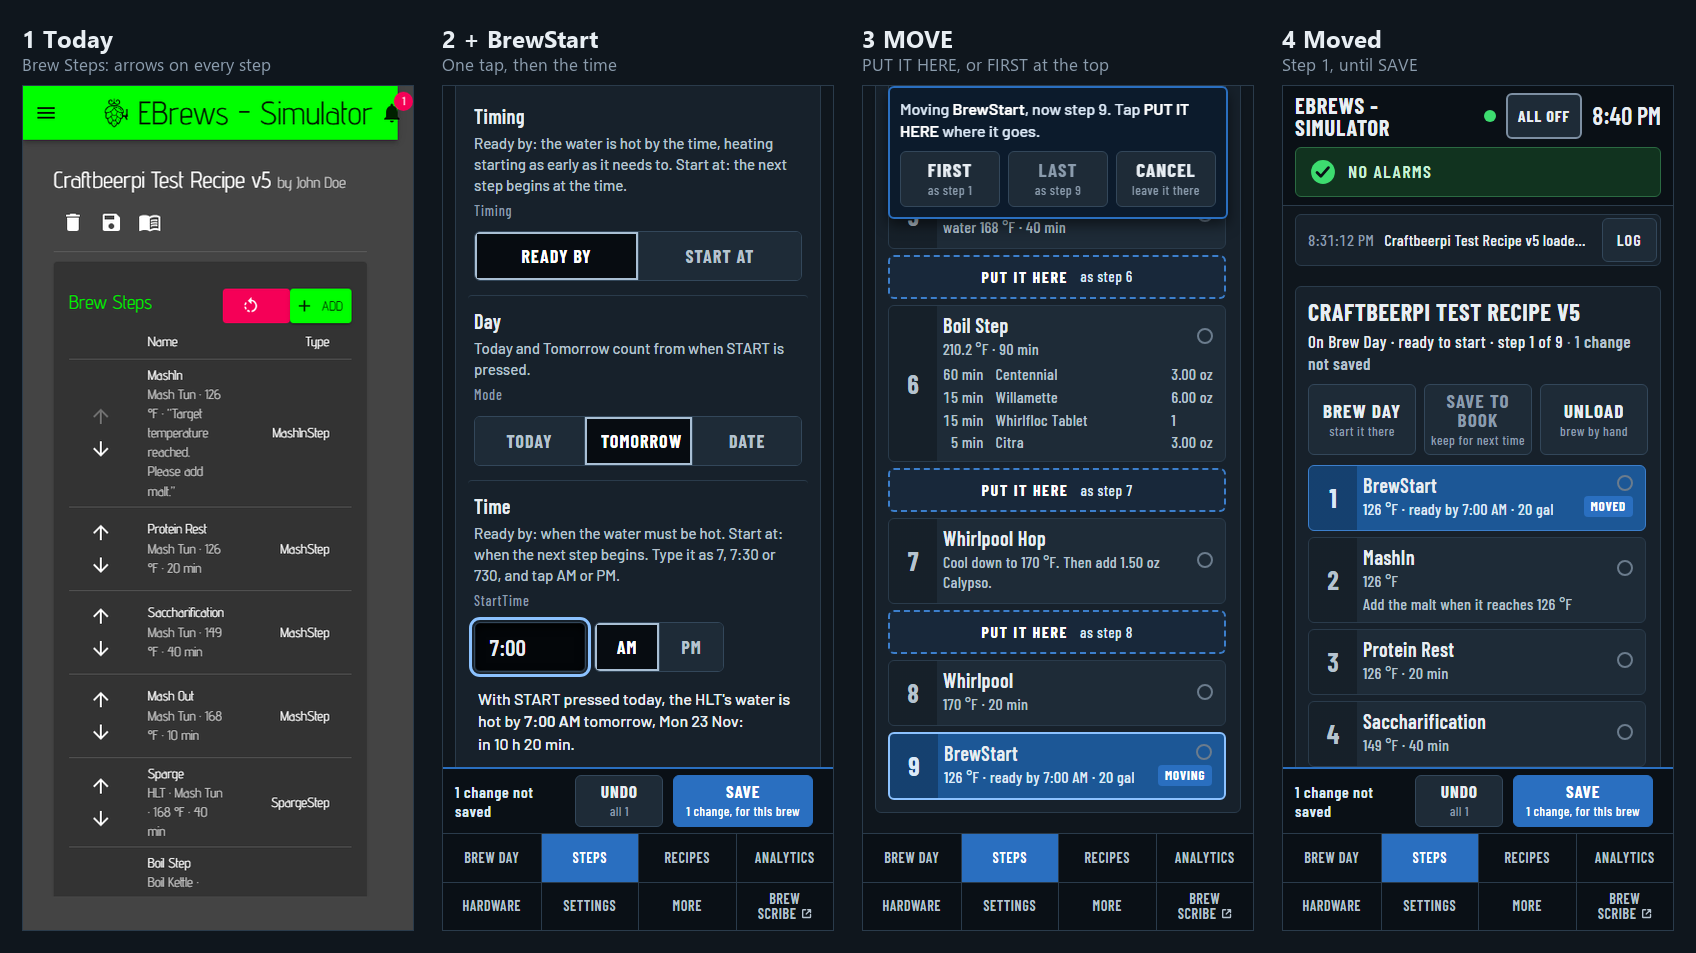 1 Today
Brew Steps: arrows on every step
EBrews - Simulator
1
Craftbeerpi Test Recipe v5 by John Doe
Brew Steps
+ ADD
Name Type
MashIn
Mash Tun · 126
°F · "Target
temperature
reached.
Please add
malt."
MashInStep
Protein Rest
Mash Tun · 126
°F · 20 min
MashStep
Saccharification
Mash Tun · 149
°F · 40 min
MashStep
Mash Out
Mash Tun · 168
°F · 10 min
MashStep
Sparge
HLT · Mash Tun
· 168 °F · 40
min
SpargeStep
Boil Step
Boil Kettle ·
2 + BrewStart
One tap, then the time
Timing
Ready by: the water is hot by the time, heating
starting as early as it needs to. Start at: the next
step begins at the time.
Timing
READY BY START AT
Day
Today and Tomorrow count from when START is
pressed.
Mode
TODAY TOMORROW DATE
Time
Ready by: when the water must be hot. Start at:
when the next step begins. Type it as 7, 7:30 or
730, and tap AM or PM.
StartTime
7:00 AM PM
With START pressed today, the HLT's water is
hot by 7:00 AM tomorrow, Mon 23 Nov:
in 10 h 20 min.
1 change not
saved
UNDO
all 1
SAVE
1 change, for this brew
BREW DAY STEPS RECIPES ANALYTICS
HARDWARE SETTINGS MORE BREW
SCRIBE
3 MOVE
PUT IT HERE, or FIRST at the top
Moving BrewStart, now step 9. Tap PUT IT
HERE where it goes.
FIRST
as step 1
LAST
as step 9
CANCEL
leave it there
water 168 °F · 40 min
PUT IT HERE as step 6
6
Boil Step
210.2 °F · 90 min
60 min Centennial 3.00 oz
15 min Willamette 6.00 oz
15 min Whirlfloc Tablet 1
5 min Citra 3.00 oz
PUT IT HERE as step 7
7
Whirlpool Hop
Cool down to 170 °F. Then add 1.50 oz
Calypso.
PUT IT HERE as step 8
8
Whirlpool
170 °F · 20 min
9
BrewStart
126 °F · ready by 7:00 AM · 20 gal
MOVING
BREW DAY STEPS RECIPES ANALYTICS
HARDWARE SETTINGS MORE BREW
SCRIBE
4 Moved
Step 1, until SAVE
EBREWS -
SIMULATOR
ALL OFF
8:40 PM
NO ALARMS
8:31:12 PM Craftbeerpi Test Recipe v5 loade...
LOG
CRAFTBEERPI TEST RECIPE V5
On Brew Day · ready to start · step 1 of 9 · 1 change
not saved
BREW DAY
start it there
SAVE TO
BOOK
keep for next time
UNLOAD
brew by hand
1
BrewStart
126 °F · ready by 7:00 AM · 20 gal
MOVED
2
MashIn
126 °F
Add the malt when it reaches 126 °F
3
Protein Rest
126 °F · 20 min
4
Saccharification
149 °F · 40 min
1 change not
saved
UNDO
all 1
SAVE
1 change, for this brew
BREW DAY STEPS RECIPES ANALYTICS
HARDWARE SETTINGS MORE BREW
SCRIBE